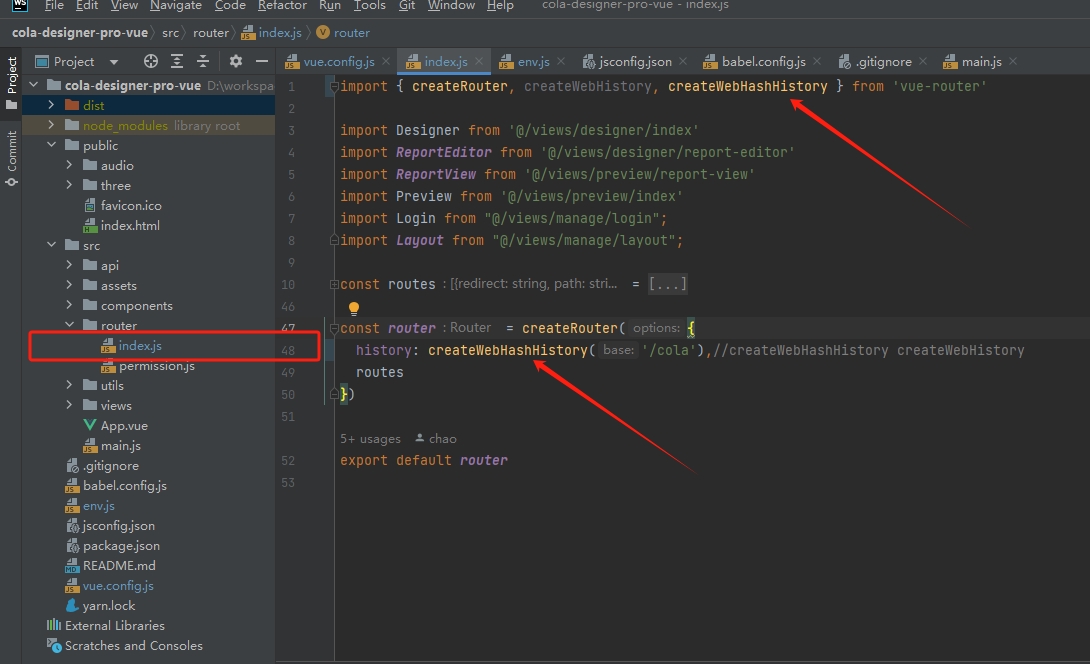 File Edit View Navigate Code Refactor Run Tools Git Window Help cola-designer-pro-vue - index.js
cola-designer-pro-vue src router index.js router
Project
Commit
Project
cola-designer-pro-vue D:\workspa
dist
node_modules library root
public
audio
three
favicon.ico
index.html
src
api
assets
components
router
index.js
permission.js
utils
views
App.vue
main.js
.gitignore
babel.config.js
env.js
jsconfig.json
package.json
README.md
vue.config.js
yarn.lock
External Libraries
Scratches and Consoles
vue.config.js index.js env.js jsconfig.json babel.config.js .gitignore main.js
1 import { createRouter, createWebHistory, createWebHashHistory } from 'vue-router'
2
3 import Designer from '@/views/designer/index'
4 import ReportEditor from '@/views/designer/report-editor'
5 import ReportView from '@/views/preview/report-view'
6 import Preview from '@/views/preview/index'
7 import Login from "@/views/manage/login";
8 import Layout from "@/views/manage/layout";
9
10 const routes : [{redirect: string, path: stri... = [...]
46
47 const router : Router = createRouter( options: {
48 history: createWebHashHistory( base: '/cola'),//createWebHashHistory createWebHistory
49 routes
50 })
51
5+ usages chao
52 export default router
53